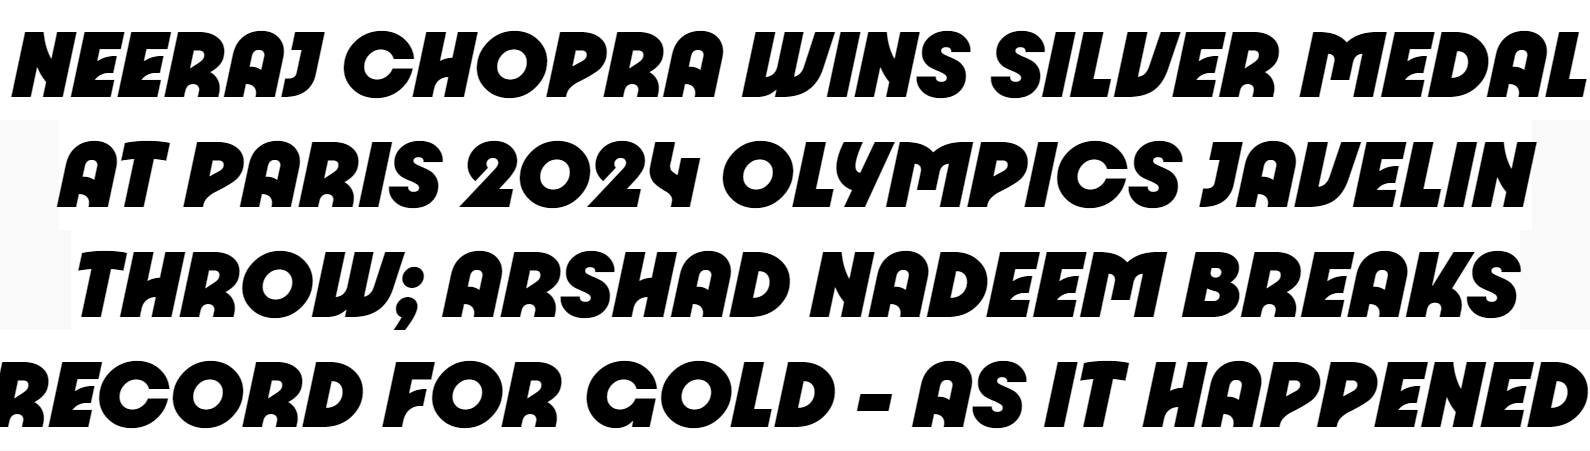 NEERAJ CHOPRA WINS SILVER MEDAL
AT PARIS 2024 OLYMPICS JAVELIN
THROW; ARSHAD NADEEM BREAKS
RECORD FOR GOLD – AS IT HAPPENED